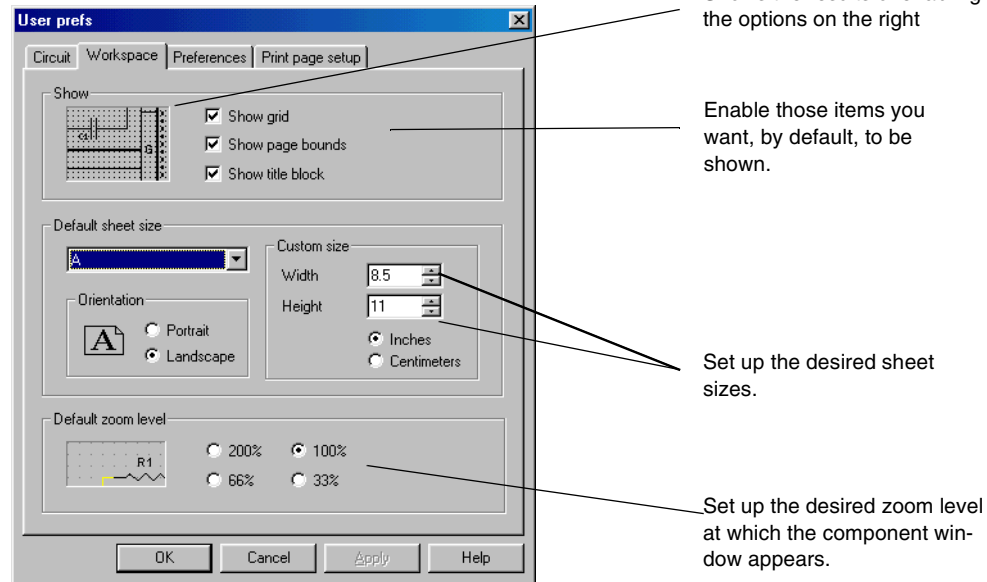 User prefs
the options on the right
Circuit Workspace Preferences Print page setup
Show
C1
G
Show grid
Show page bounds
Show title block
Enable those items you
want, by default, to be
shown.
Default sheet size
A
Orientation
A
Portrait
Landscape
Custom size
Width 8.5
Height 11
Inches
Centimeters
Set up the desired sheet
sizes.
Default zoom level
R1
200% 100%
66% 33%
Set up the desired zoom level
at which the component win-
dow appears.
OK Cancel Apply Help